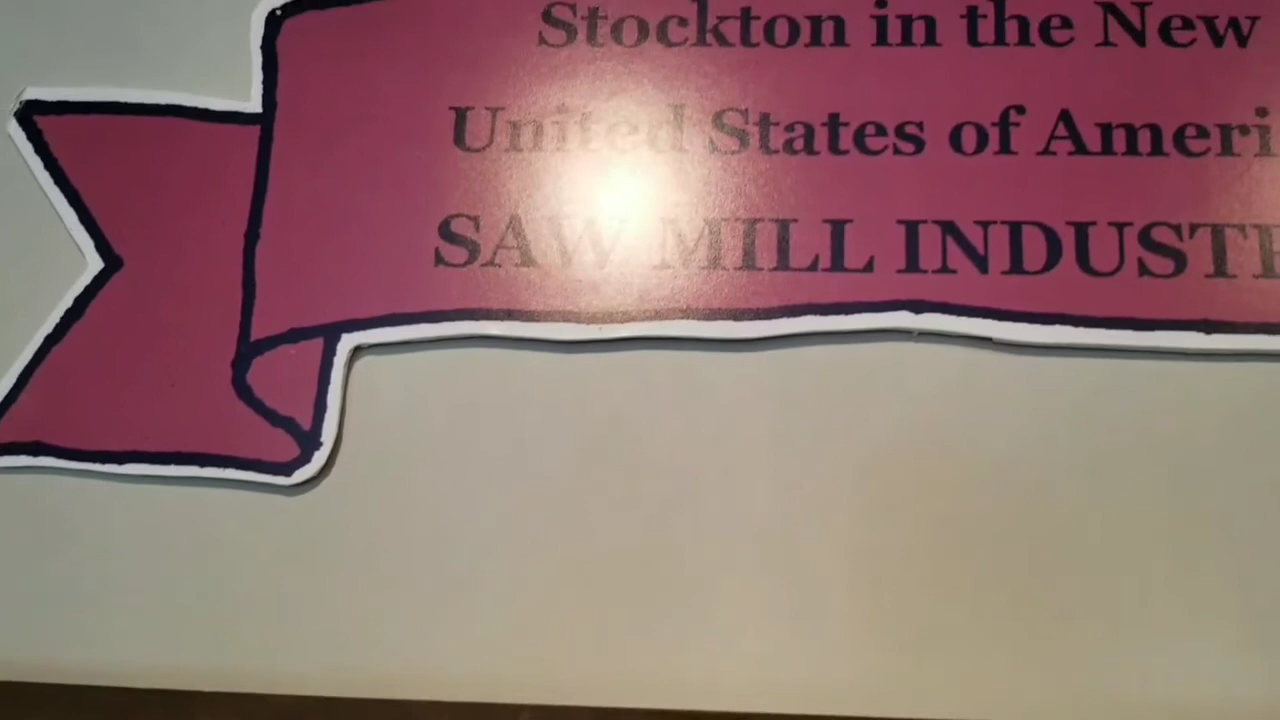 Stockton in the New
United States of Ameri
SAW MILL INDUST